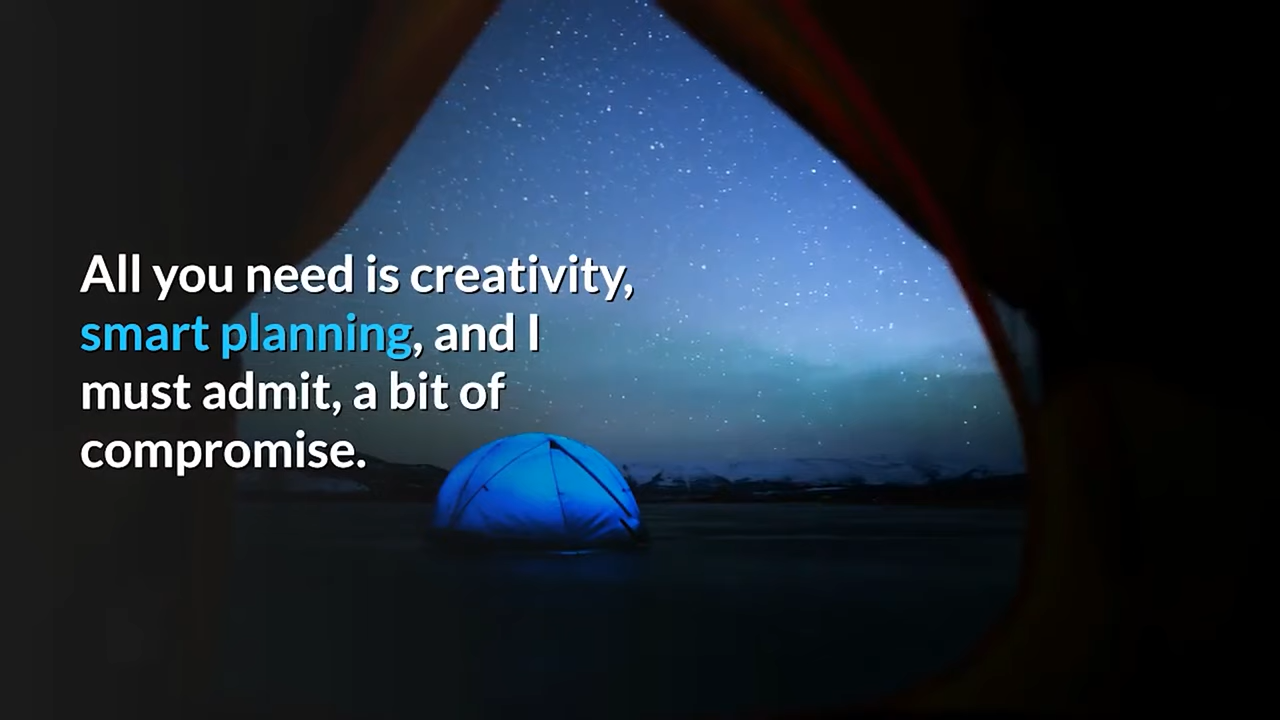 All you need is creativity,
smart planning, and I
must admit, a bit of
compromise.